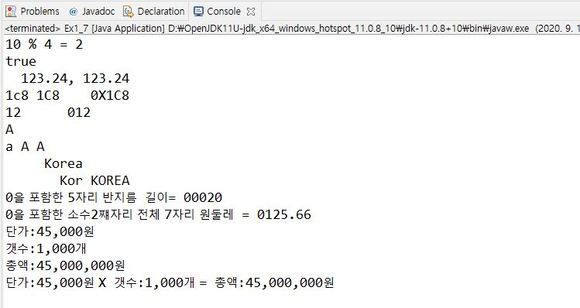 Problems @ Javadoc Declaration Console
<terminated> Ex1_7 [Java Application] D:\OpenJDK11U-jdk_x64_windows_hotspot_11.0.8_10\jdk-11.0.8+10\bin\javaw.exe (2020. 9. 1
10 % 4 = 2
true
123.24, 123.24
1c8 1C8 0X1C8
12 012
A
a A A
Korea
Kor KOREA
0을 포함한 5자리 반지름 길이= 00020
0을 포함한 소수2쨰자리 전체 7자리 원둘레 = 0125.66
단가:45,000원
갯수:1,000개
총액:45,000,000원
단가:45,000원 X 갯수:1,000개 = 총액:45,000,000원